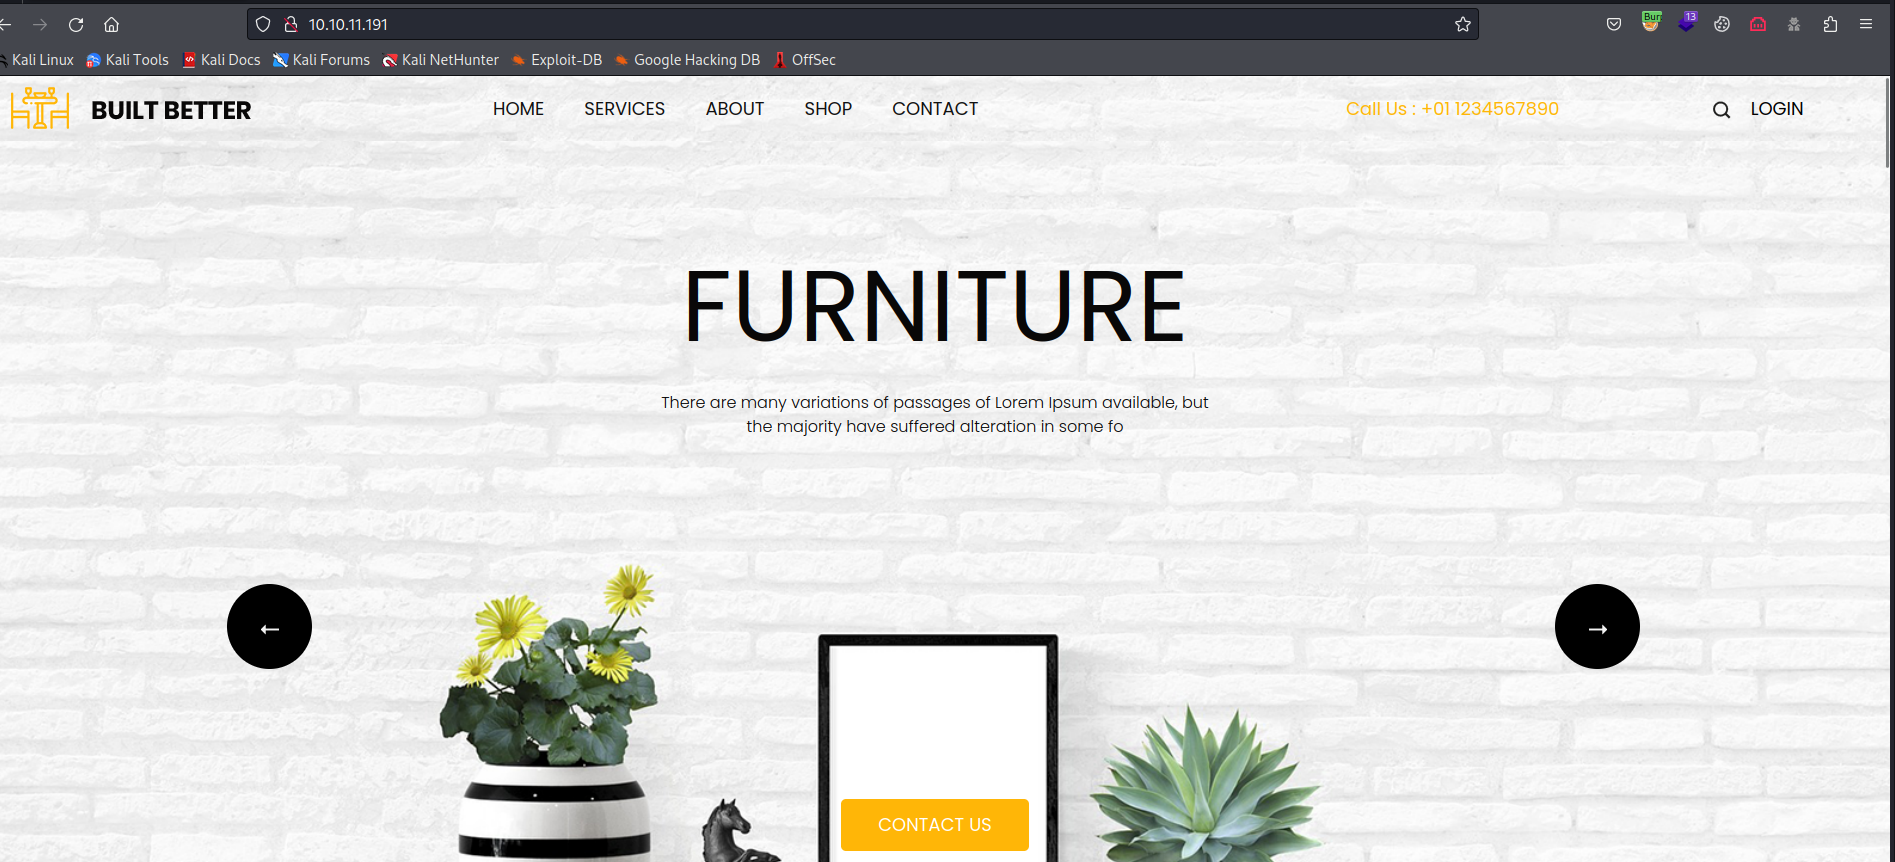 10.10.11.191
Kali Linux Kali Tools Kali Docs Kali Forums Kali NetHunter Exploit-DB Google Hacking DB OffSec
Bur
13
BUILT BETTER HOME SERVICES ABOUT SHOP CONTACT Call Us : +01 1234567890 LOGIN
FURNITURE
There are many variations of passages of Lorem Ipsum available, but
the majority have suffered alteration in some fo
← →
CONTACT US